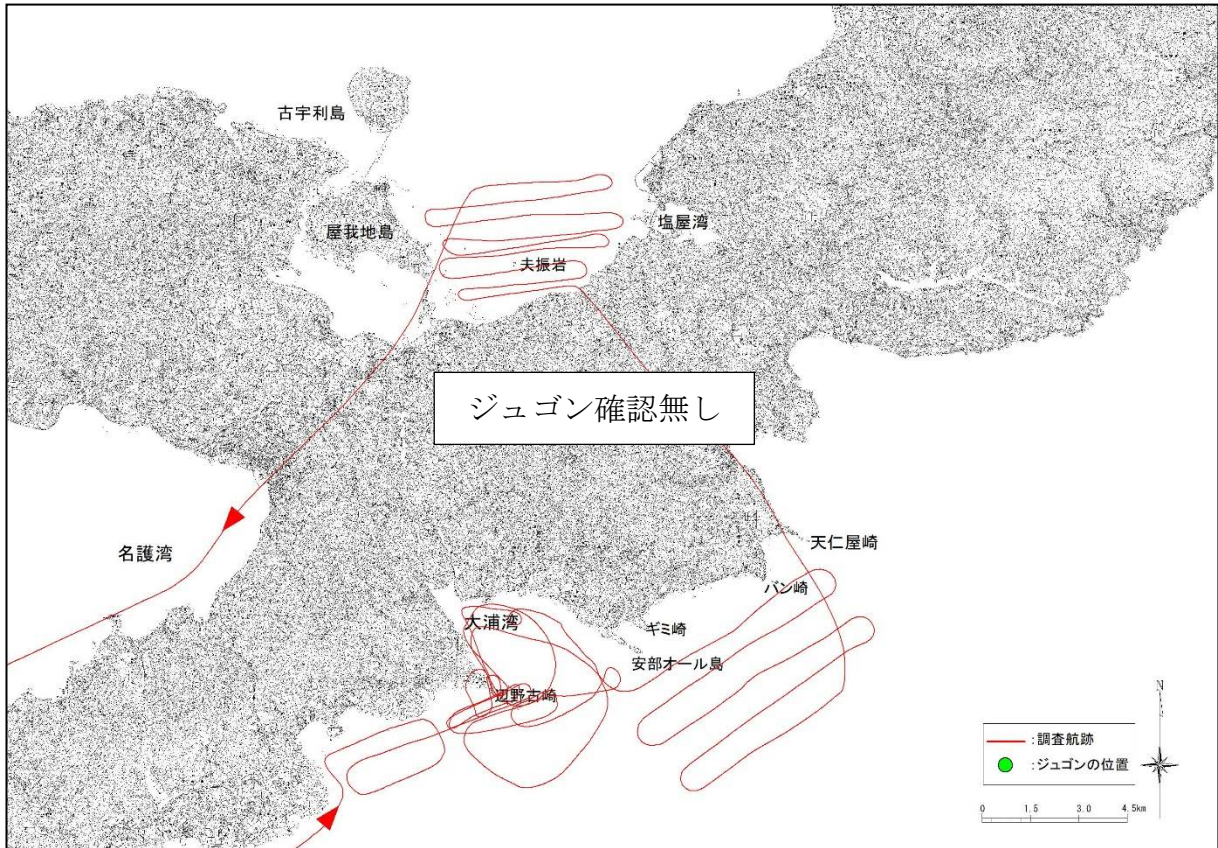 古宇利島
屋我地島
塩屋湾
夫振岩
ジュゴン確認無し
天仁屋崎
名護湾
バン崎
大浦湾
ギミ崎
安部オール島
辺野古崎
N
:調査航跡
:ジュゴンの位置
0 1.5 3.0 4.5km